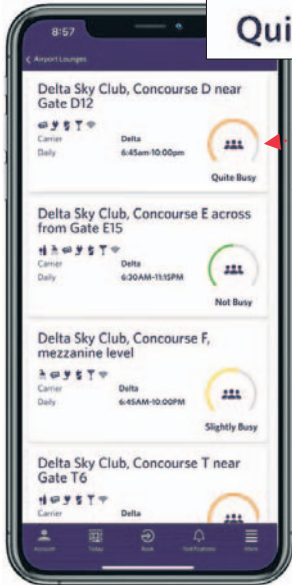 8:57
Qui
Airport Lounges
Delta Sky Club, Concourse D near
Gate D12
Carrier Delta
Daily 6:45am-10:00pm
Quite Busy
Delta Sky Club, Concourse E across
from Gate E15
Carrier Delta
Daily 6:30AM-11:15PM
Not Busy
Delta Sky Club, Concourse F,
mezzanine level
Carrier Delta
Daily 6:45AM-10:00PM
Slightly Busy
Delta Sky Club, Concourse T near
Gate T6
Carrier Delta
Account Today Book Notifications More